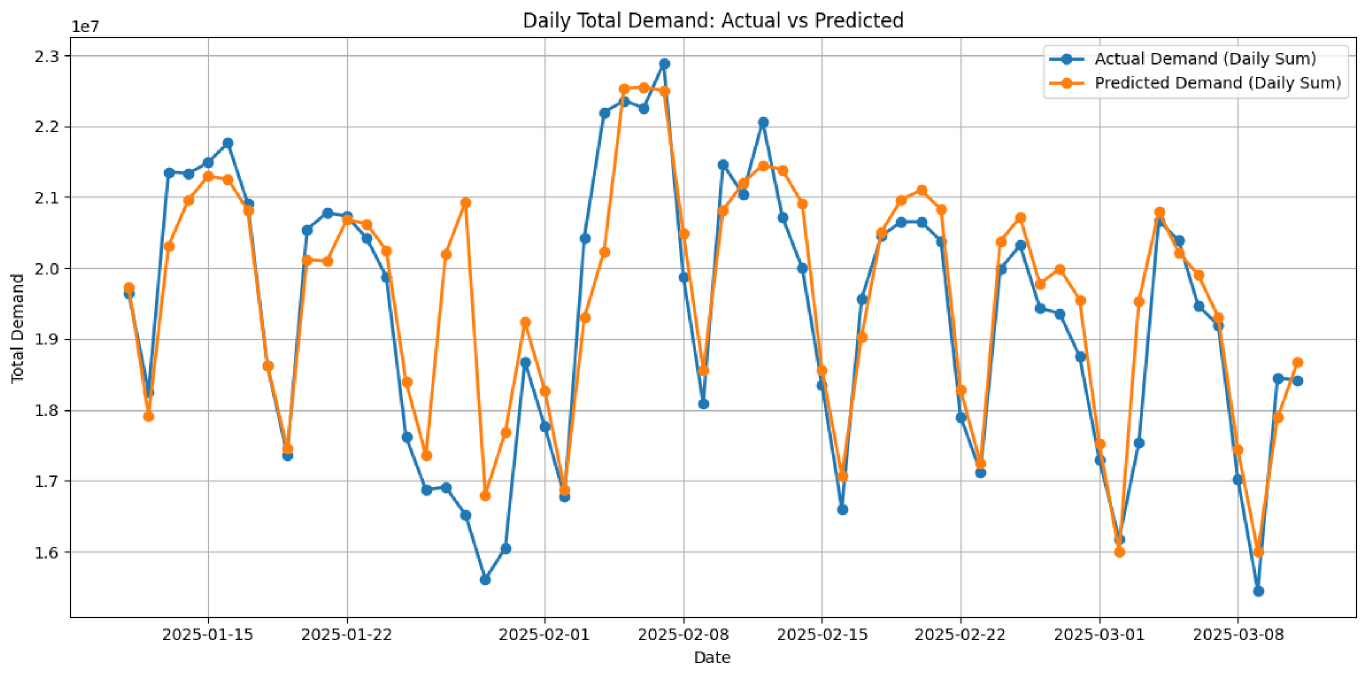 Daily Total Demand: Actual vs Predicted
1e7
Actual Demand (Daily Sum)
Predicted Demand (Daily Sum)
2.3
2.2
2.1
2.0
1.9
1.8
1.7
1.6
Total Demand
2025-01-15
2025-01-22
2025-02-01
2025-02-08
2025-02-15
2025-02-22
2025-03-01
2025-03-08
Date